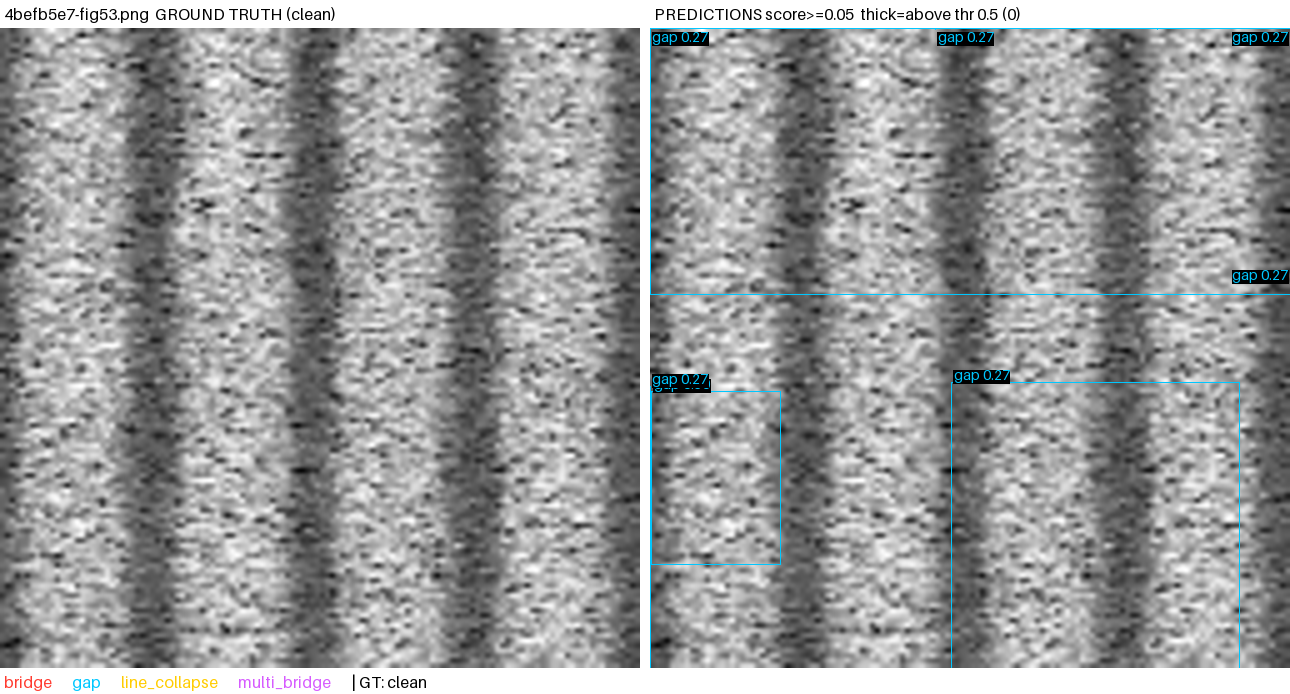 4befb5e7-fig53.png GROUND TRUTH (clean)
PREDICTIONS score>=0.05 thick=above thr 0.5 (0)
gap 0.27
gap 0.27
gap 0.27
gap 0.27
gap 0.27
gap 0.27
bridge gap line_collapse multi_bridge | GT: clean